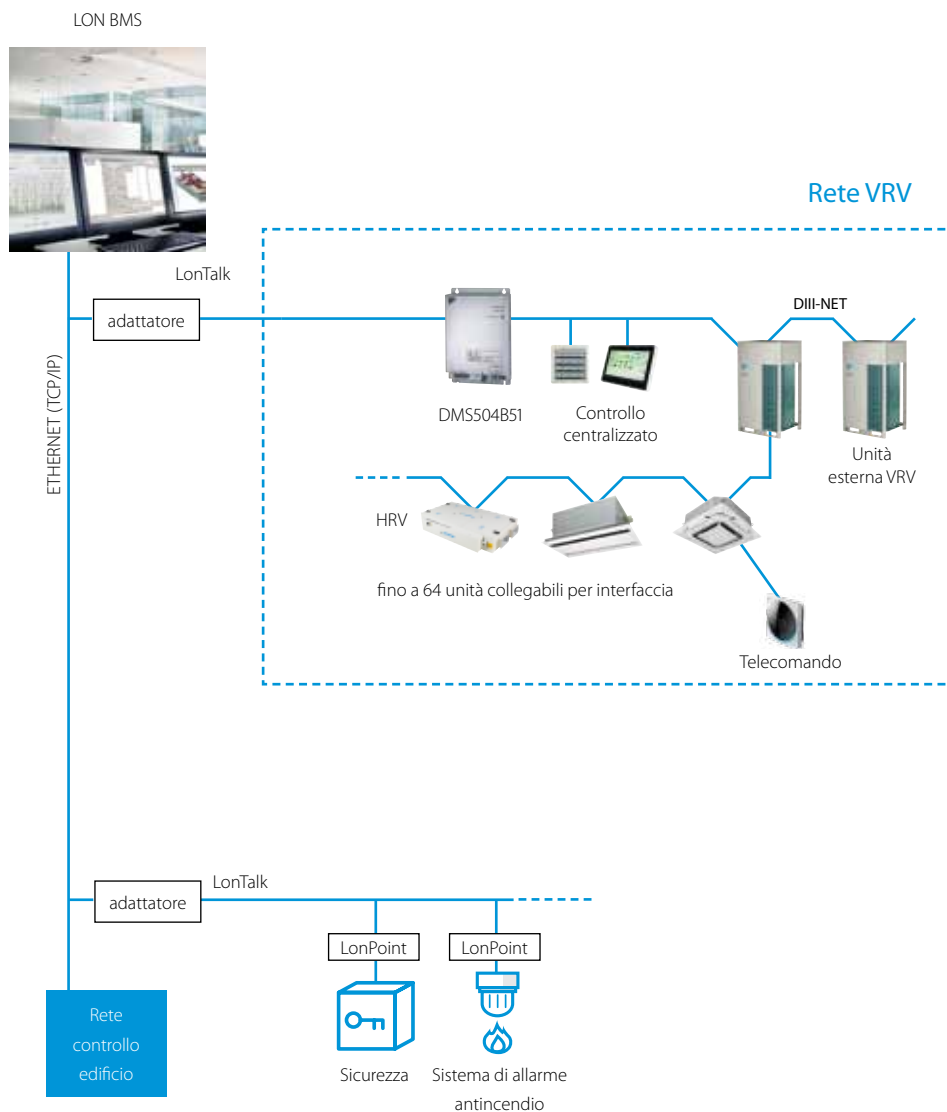 LON BMS
Rete VRV
LonTalk
adattatore
DIII-NET
ETHERNET (TCP/IP)
DMS504B51
Controllo
centralizzato
Unità
esterna VRV
HRV
fino a 64 unità collegabili per interfaccia
Telecomando
LonTalk
adattatore
LonPoint
LonPoint
Rete
controllo
edificio
Sicurezza
Sistema di allarme
antincendio